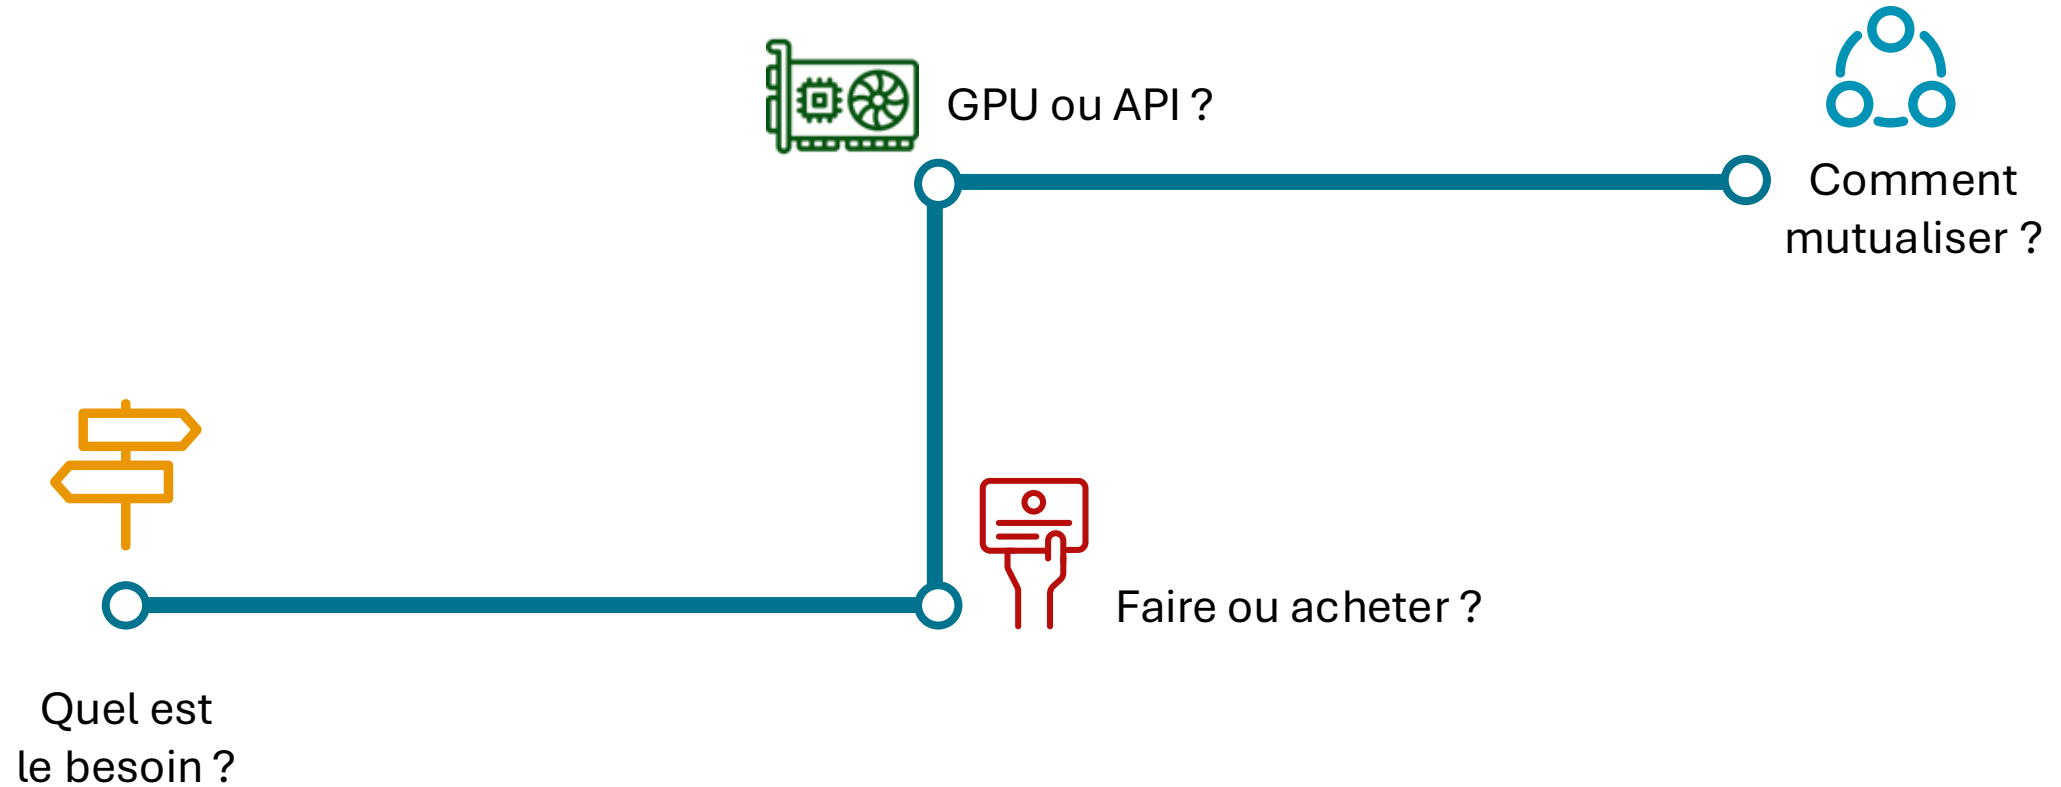 GPU ou API ?
Comment
mutualiser ?
Faire ou acheter ?
Quel est
le besoin ?